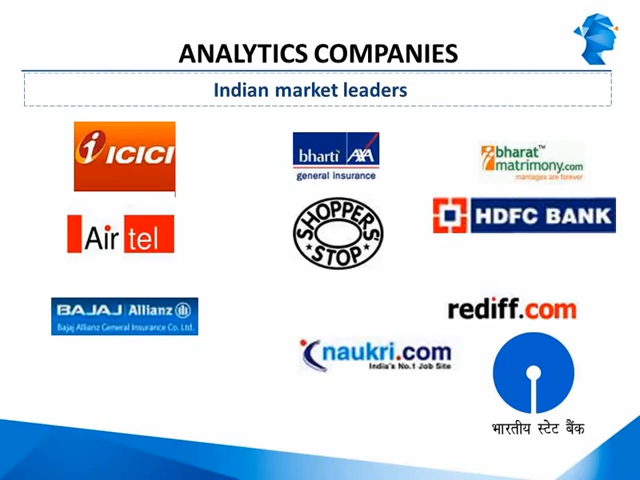 ANALYTICS COMPANIES
Indian market leaders
ICICI
bharti AXA
general insurance
bharat™
matrimony.com
marriages are forever
Air tel
SHOPPERS
STOP
HDFC BANK
BAJAJ Allianz
Bajaj Allianz General Insurance Co. Ltd.
rediff.com
naukri.com
India's No.1 Job Site
भारतीय स्टेट बैंक